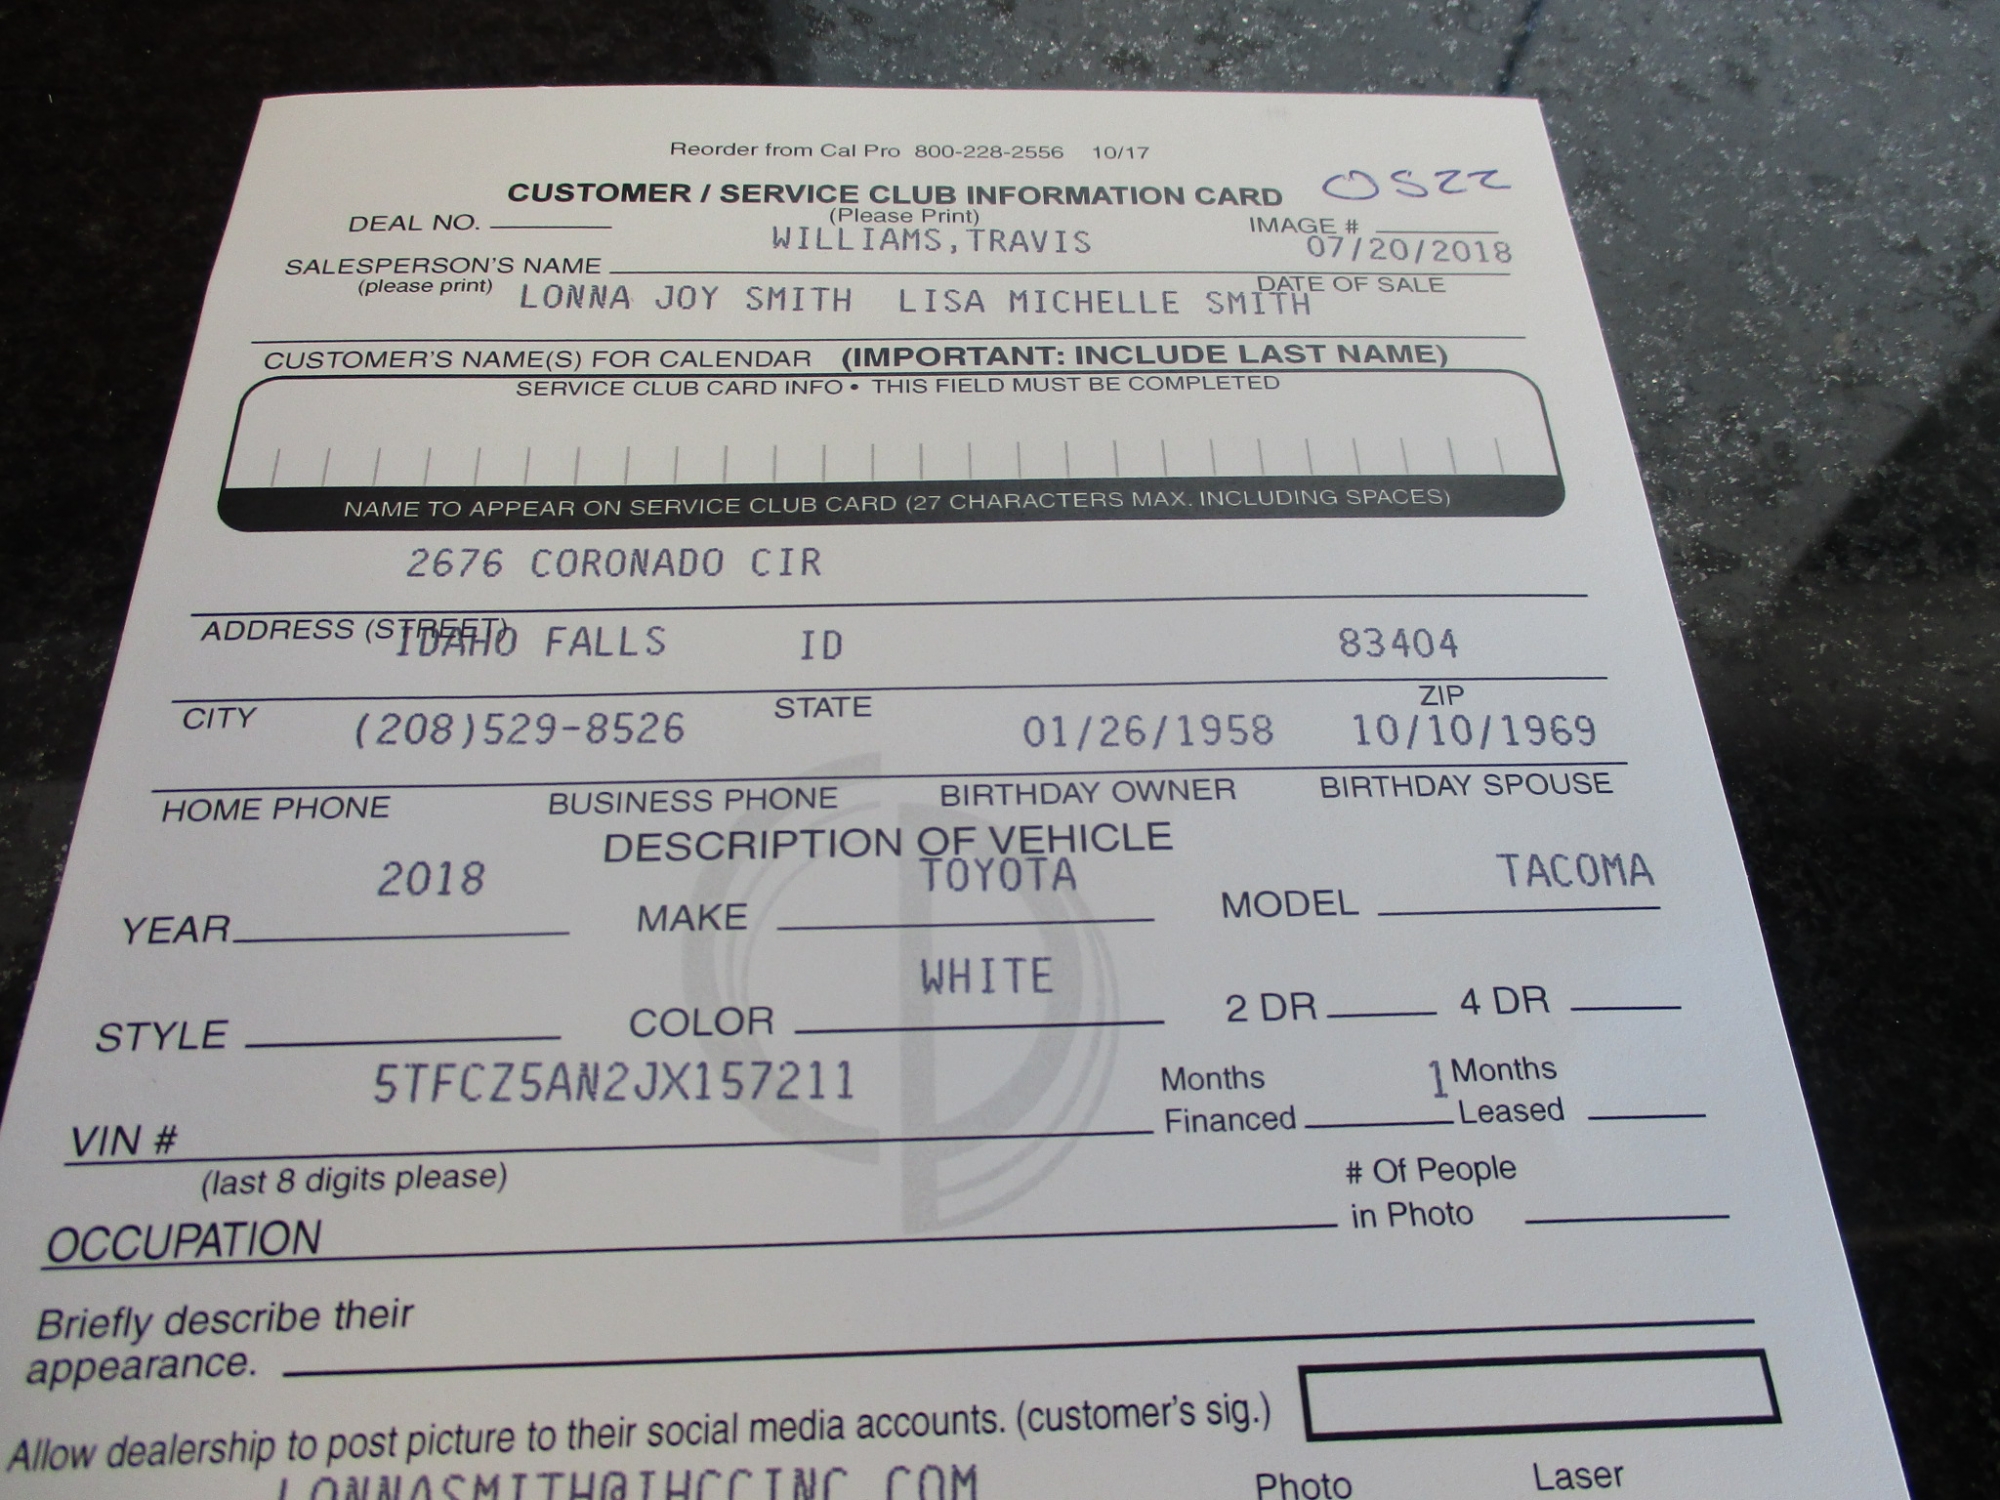 Reorder from Cal Pro 800-228-2556 10/17
CUSTOMER / SERVICE CLUB INFORMATION CARD 0522
(Please Print)
DEAL NO. IMAGE #
WILLIAMS,TRAVIS 07/20/2018
SALESPERSON'S NAME DATE OF SALE
(please print) LONNA JOY SMITH LISA MICHELLE SMITH
CUSTOMER'S NAME(S) FOR CALENDAR (IMPORTANT: INCLUDE LAST NAME)
SERVICE CLUB CARD INFO • THIS FIELD MUST BE COMPLETED
NAME TO APPEAR ON SERVICE CLUB CARD (27 CHARACTERS MAX. INCLUDING SPACES)
2676 CORONADO CIR
ADDRESS (STREET)
IDAHO FALLS ID 83404
CITY STATE ZIP
(208)529-8526 01/26/1958 10/10/1969
HOME PHONE BUSINESS PHONE BIRTHDAY OWNER BIRTHDAY SPOUSE
DESCRIPTION OF VEHICLE
2018 TOYOTA TACOMA
YEAR MAKE MODEL
WHITE
STYLE COLOR 2 DR 4 DR
5TFCZ5AN2JX157211 Months 1 Months
VIN # Financed Leased
(last 8 digits please) # Of People
OCCUPATION in Photo
Briefly describe their
appearance.
Allow dealership to post picture to their social media accounts. (customer's sig.)
LONNASMITH@IHCCINC.COM Photo Laser